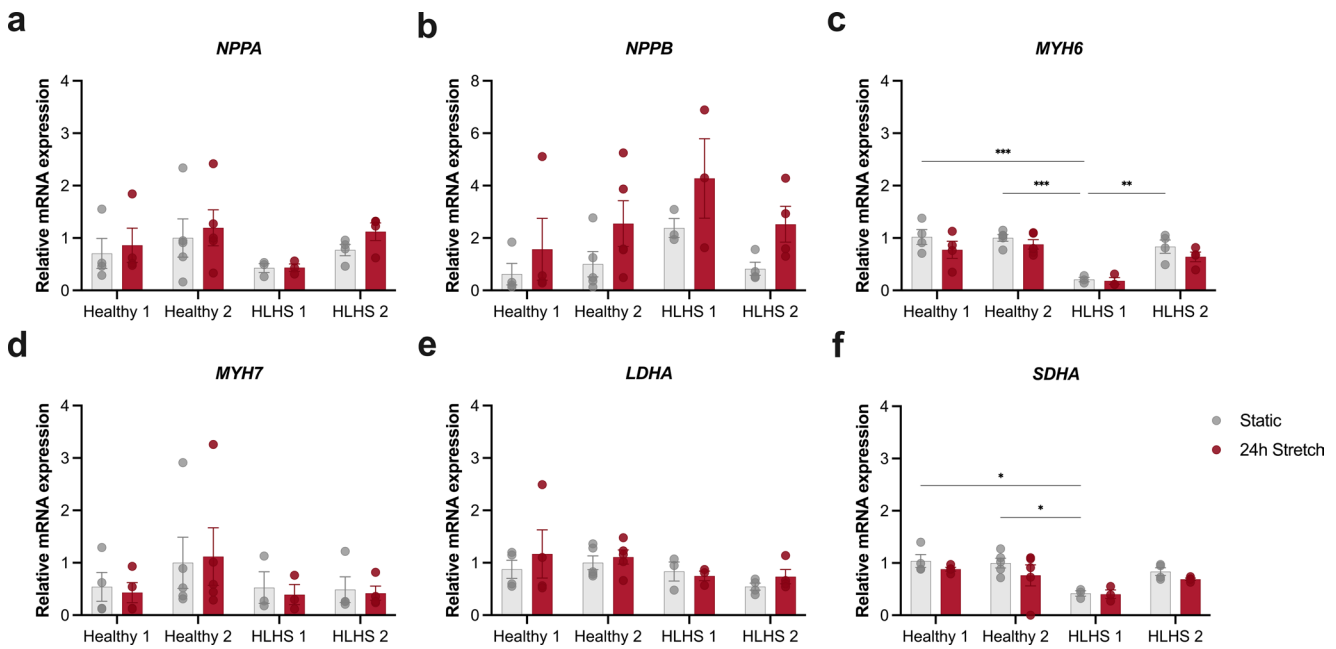 a
NPPA
Relative mRNA expression
4
3
2
1
0
Healthy 1 Healthy 2 HLHS 1 HLHS 2
b
NPPB
Relative mRNA expression
8
6
4
2
0
Healthy 1 Healthy 2 HLHS 1 HLHS 2
c
MYH6
Relative mRNA expression
4
3
2
1
0
***
*** **
Healthy 1 Healthy 2 HLHS 1 HLHS 2
d
MYH7
Relative mRNA expression
4
3
2
1
0
Healthy 1 Healthy 2 HLHS 1 HLHS 2
e
LDHA
Relative mRNA expression
4
3
2
1
0
Healthy 1 Healthy 2 HLHS 1 HLHS 2
f
SDHA
Relative mRNA expression
4
3
2
1
0
*
*
Healthy 1 Healthy 2 HLHS 1 HLHS 2
Static
24h Stretch